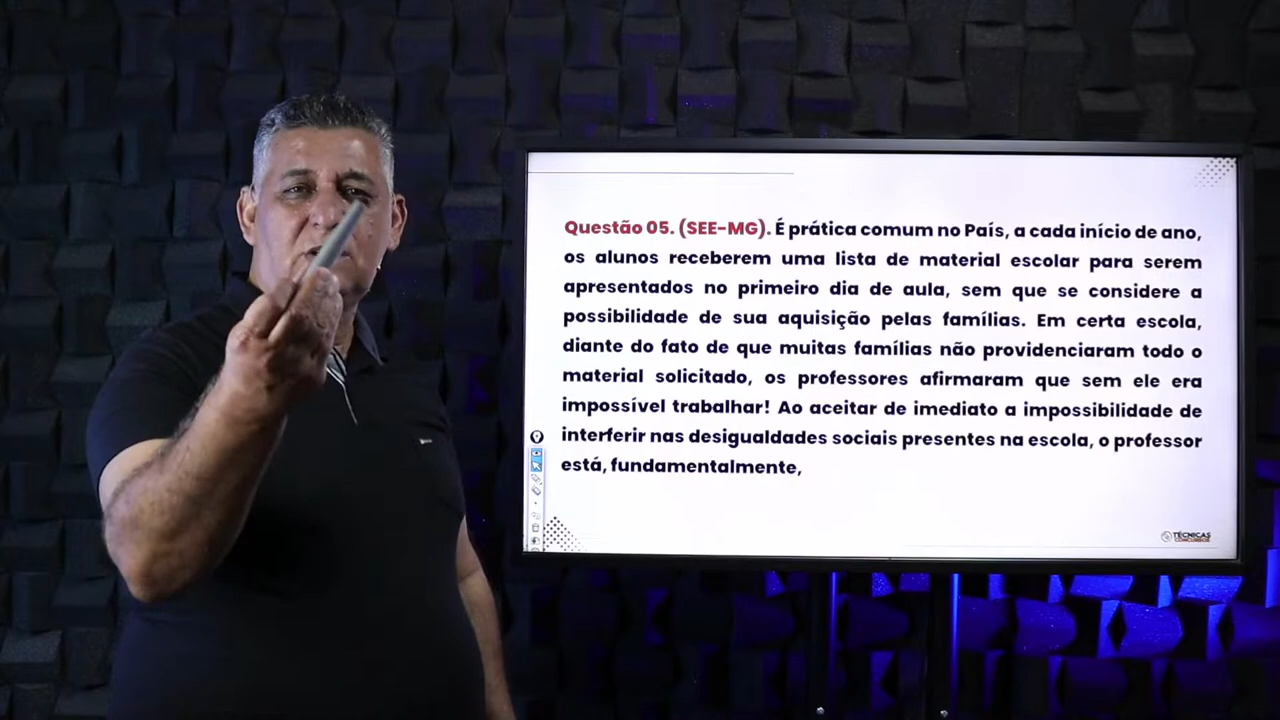 Questão 05. (SEE-MG). É prática comum no País, a cada início de ano,
os alunos receberem uma lista de material escolar para serem
apresentados no primeiro dia de aula, sem que se considere a
possibilidade de sua aquisição pelas famílias. Em certa escola,
diante do fato de que muitas famílias não providenciaram todo o
material solicitado, os professores afirmaram que sem ele era
impossível trabalhar! Ao aceitar de imediato a impossibilidade de
interferir nas desigualdades sociais presentes na escola, o professor
está, fundamentalmente,
TÉCNICAS
CONCURSOS